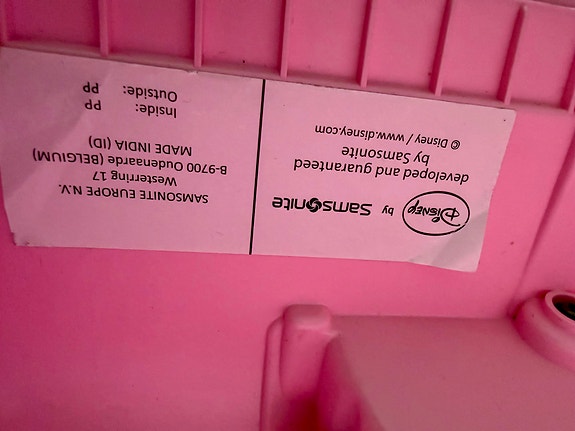 Disney by Samsonite
developed and guaranteed
by Samsonite
© Disney / www.disney.com
SAMSONITE EUROPE N.V.
Westerring 17
B-9700 Oudenaarde (BELGIUM)
MADE INDIA (ID)
Inside: PP
Outside: PP